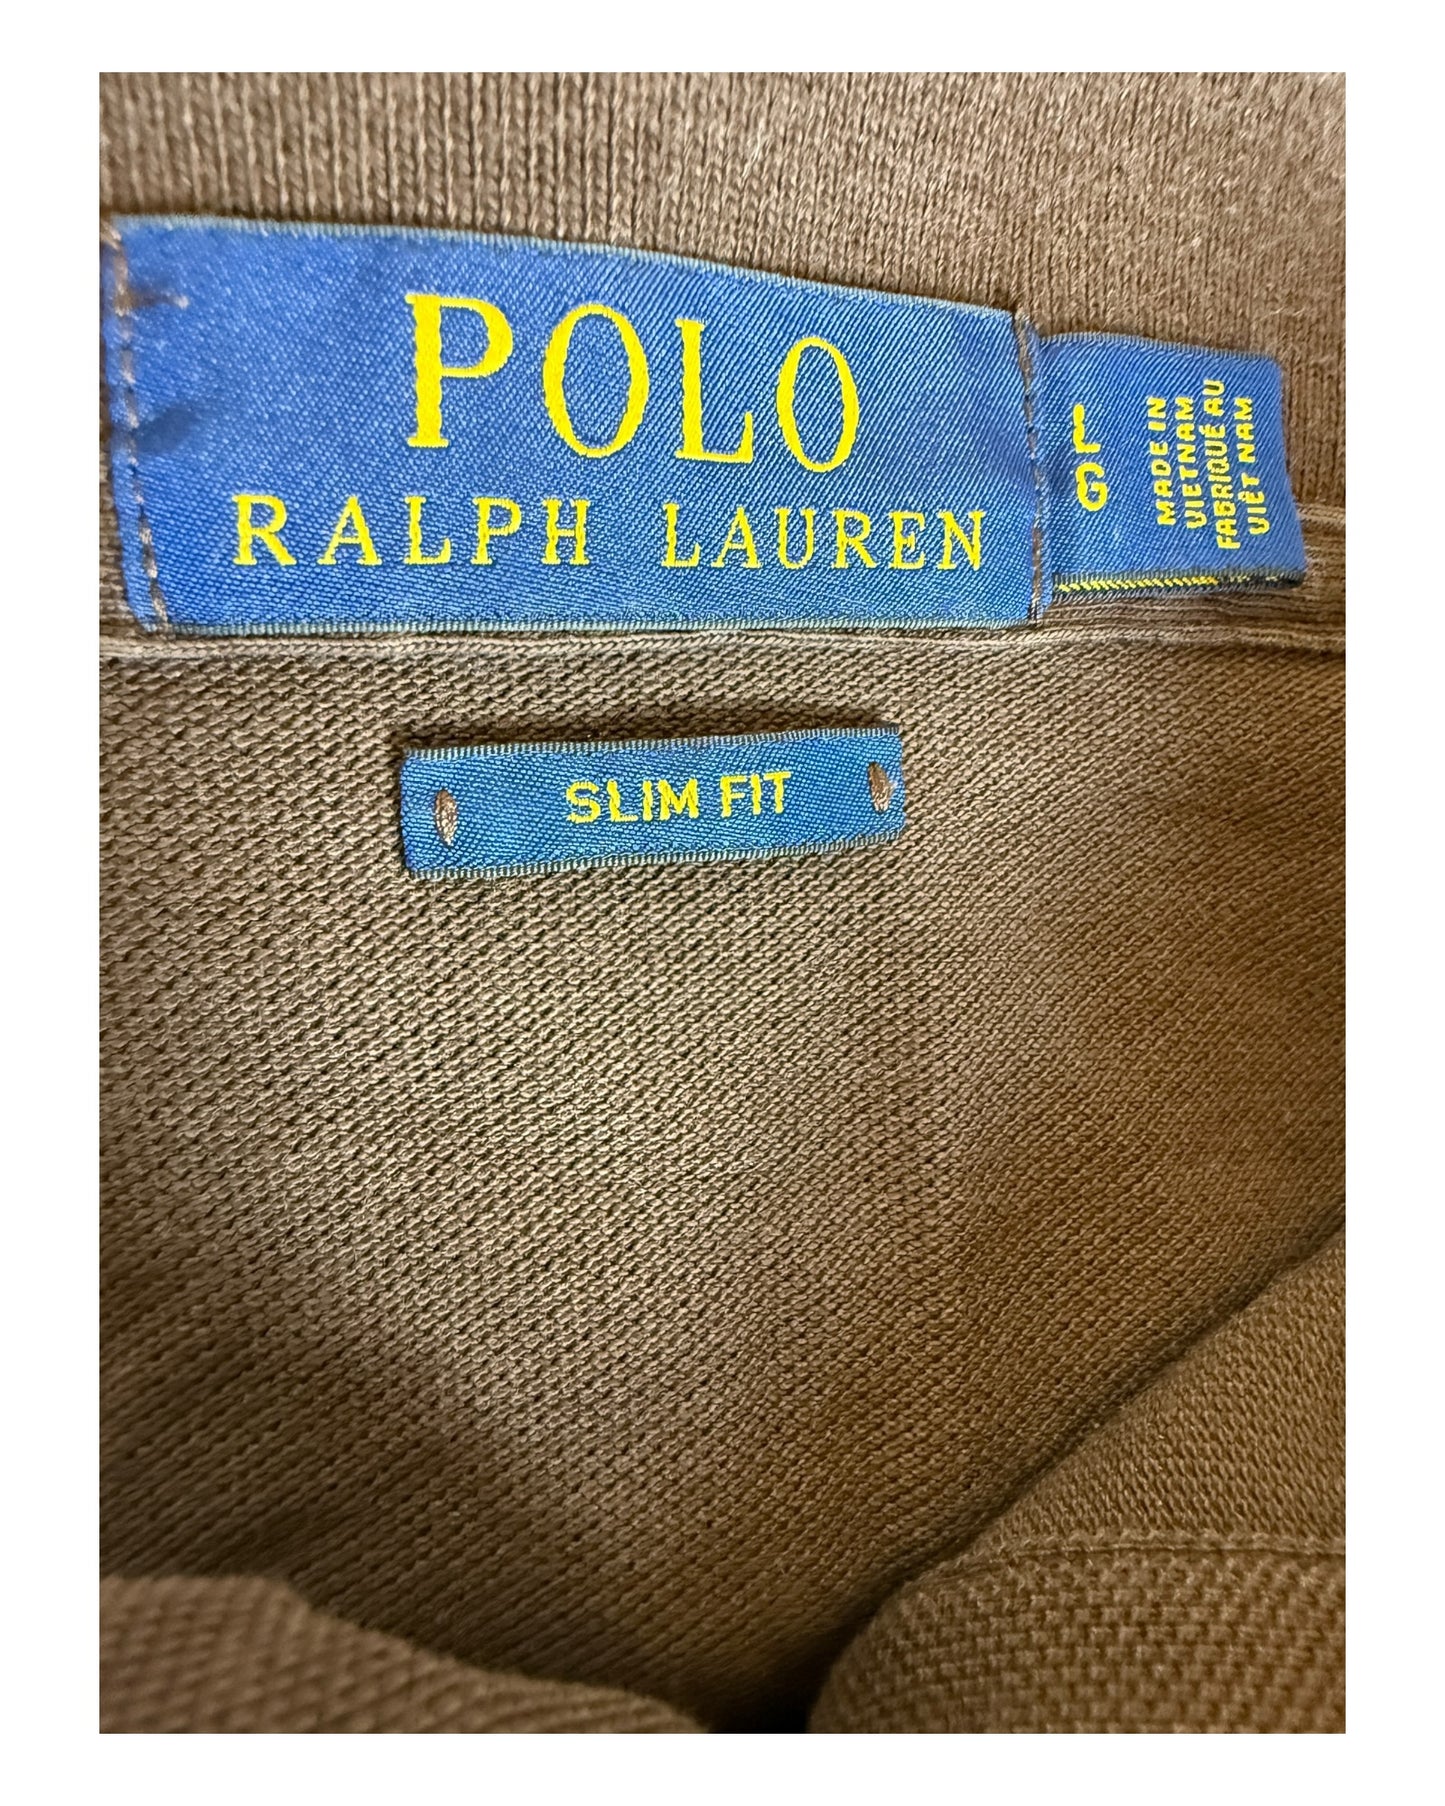 POLO
RALPH LAUREN
L
G
MADE IN
VIETNAM
FABRIQUÉ AU
VIÊT NAM
SLIM FIT